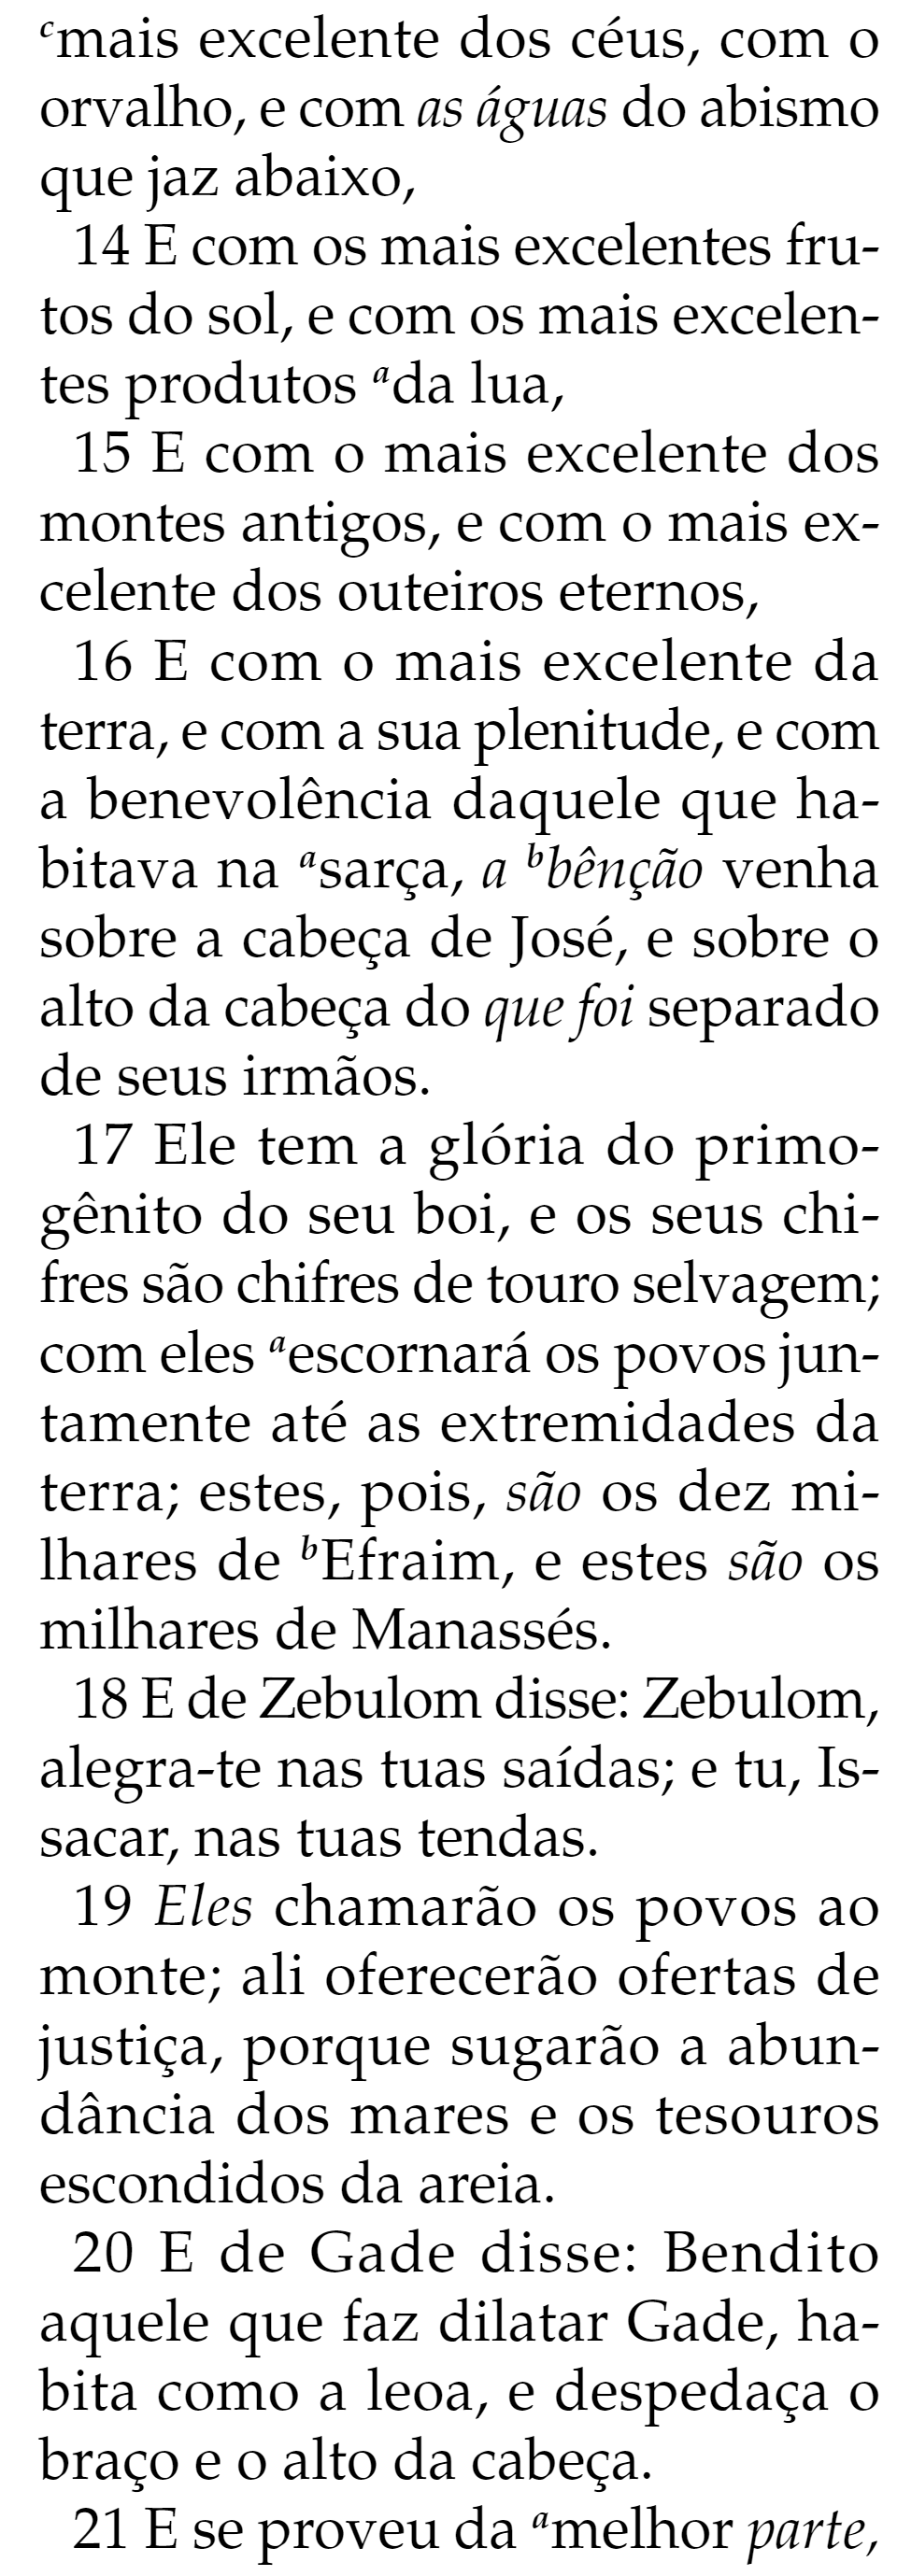 cmais excelente dos céus, com o
orvalho, e com as águas do abismo
que jaz abaixo,
14 E com os mais excelentes fru-
tos do sol, e com os mais excelen-
tes produtos ada lua,
15 E com o mais excelente dos
montes antigos, e com o mais ex-
celente dos outeiros eternos,
16 E com o mais excelente da
terra, e com a sua plenitude, e com
a benevolência daquele que ha-
bitava na asarça, a bbênção venha
sobre a cabeça de José, e sobre o
alto da cabeça do que foi separado
de seus irmãos.
17 Ele tem a glória do primo-
gênito do seu boi, e os seus chi-
fres são chifres de touro selvagem;
com eles aescornará os povos jun-
tamente até as extremidades da
terra; estes, pois, são os dez mi-
lhares de bEfraim, e estes são os
milhares de Manassés.
18 E de Zebulom disse: Zebulom,
alegra-te nas tuas saídas; e tu, Is-
sacar, nas tuas tendas.
19 Eles chamarão os povos ao
monte; ali oferecerão ofertas de
justiça, porque sugarão a abun-
dância dos mares e os tesouros
escondidos da areia.
20 E de Gade disse: Bendito
aquele que faz dilatar Gade, ha-
bita como a leoa, e despedaça o
braço e o alto da cabeça.
21 E se proveu da amelhor parte,